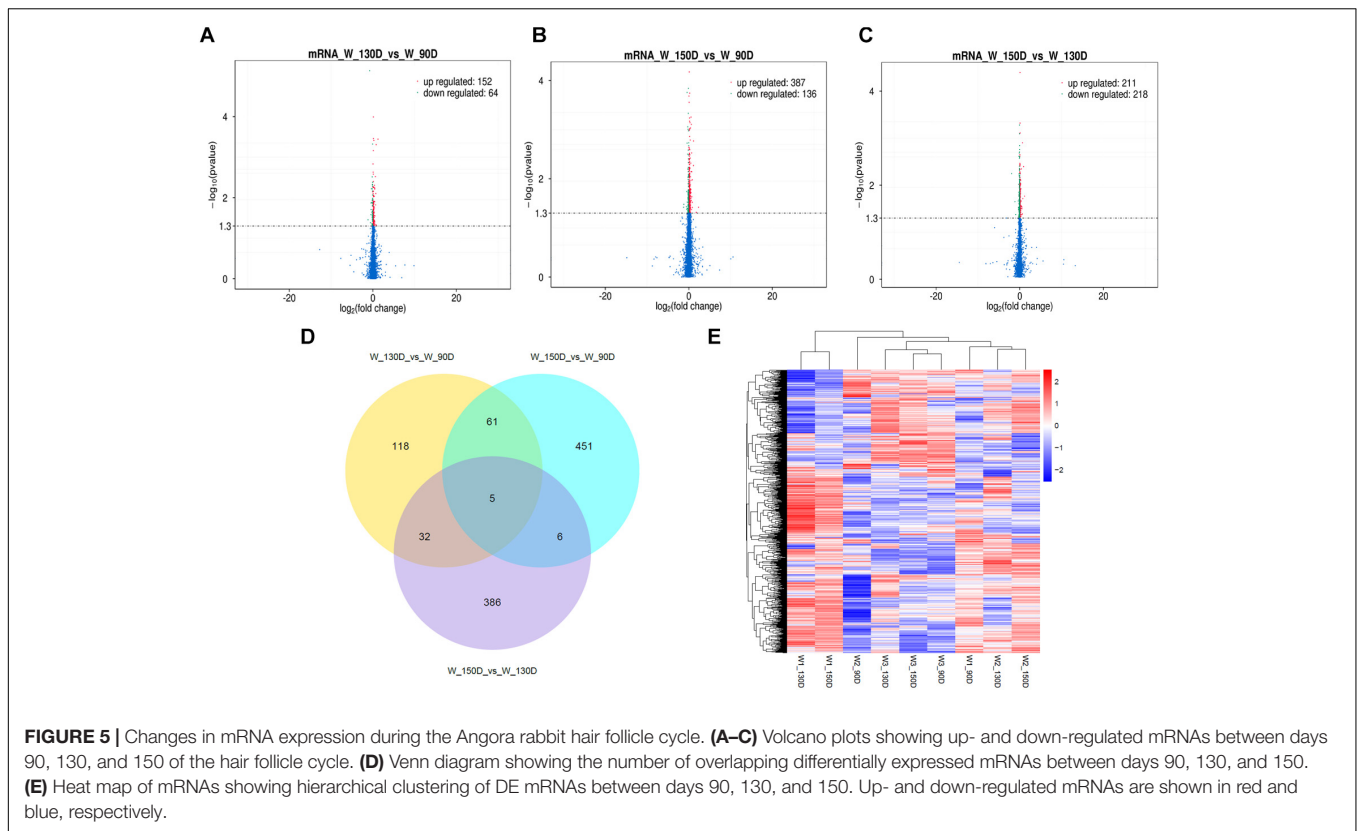 A
mRNA_W_130D_vs_W_90D
up regulated: 152
down regulated: 64
4
2
1.3
0
−log10(pvalue)
-20
0
20
log2(fold change)
B
mRNA_W_150D_vs_W_90D
up regulated: 387
down regulated: 136
4
2
1.3
0
−log10(pvalue)
-20
0
20
log2(fold change)
C
mRNA_W_150D_vs_W_130D
up regulated: 211
down regulated: 218
4
2
1.3
0
−log10(pvalue)
-20
0
20
log2(fold change)
D
W_130D_vs_W_90D
W_150D_vs_W_90D
118
61
451
5
32
6
386
W_150D_vs_W_130D
E
2
1
0
−1
−2
W1_130D
W1_150D
W2_90D
W3_130D
W3_150D
W3_90D
W1_90D
W2_130D
W2_150D
FIGURE 5 | Changes in mRNA expression during the Angora rabbit hair follicle cycle. (A–C) Volcano plots showing up- and down-regulated mRNAs between days
90, 130, and 150 of the hair follicle cycle. (D) Venn diagram showing the number of overlapping differentially expressed mRNAs between days 90, 130, and 150.
(E) Heat map of mRNAs showing hierarchical clustering of DE mRNAs between days 90, 130, and 150. Up- and down-regulated mRNAs are shown in red and
blue, respectively.